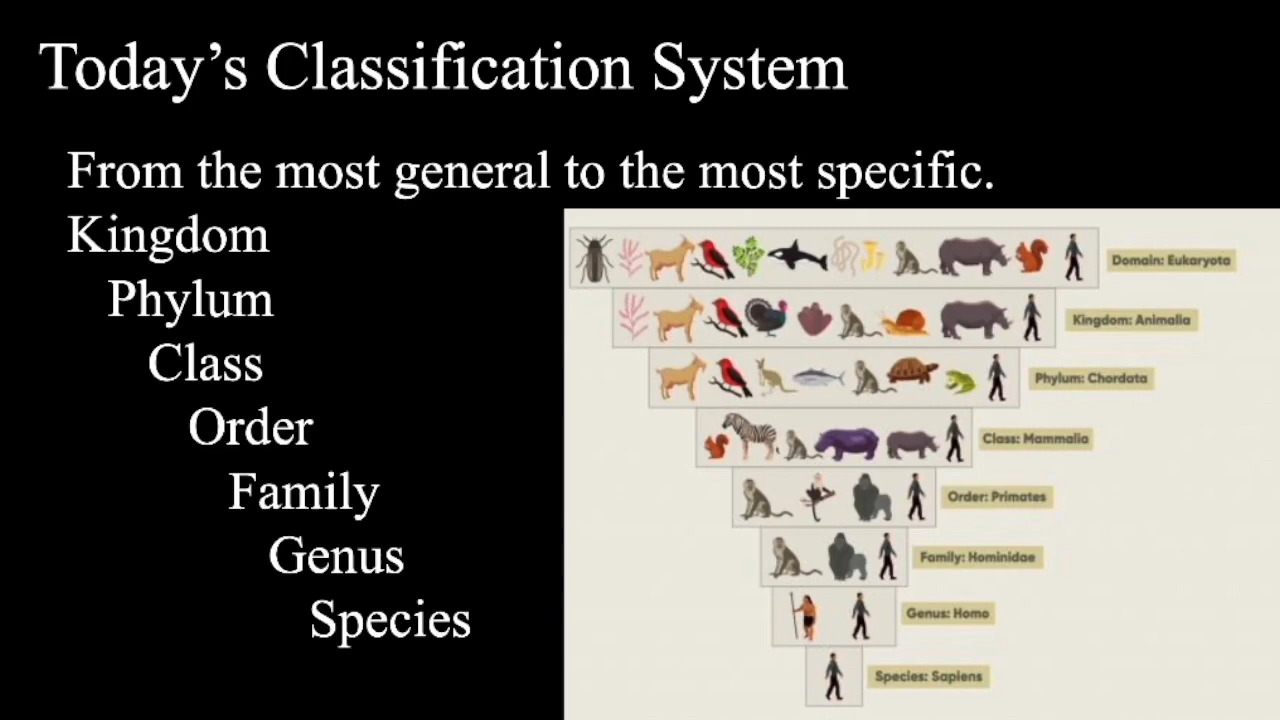 Today’s Classification System
From the most general to the most specific.
Kingdom
Phylum
Class
Order
Family
Genus
Species
Domain: Eukaryota
Kingdom: Animalia
Phylum: Chordata
Class: Mammalia
Order: Primates
Family: Hominidae
Genus: Homo
Species: Sapiens